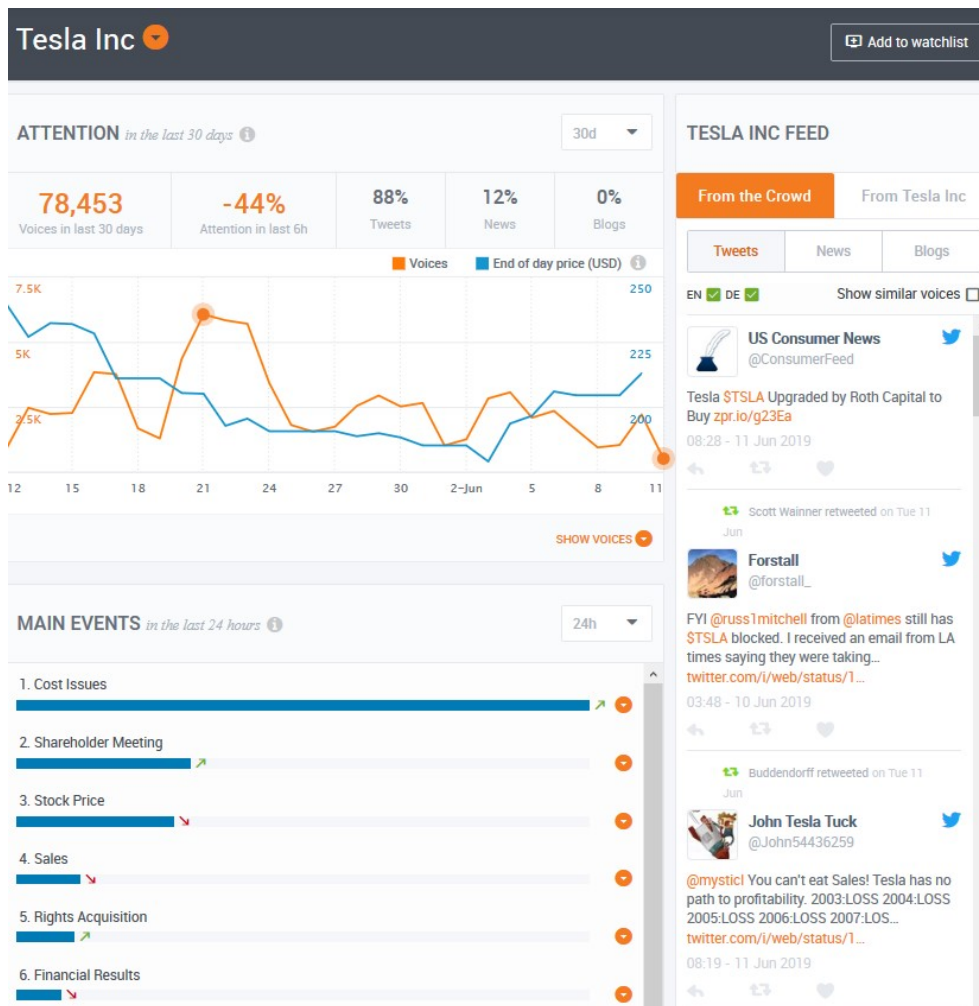 Tesla Inc
Add to watchlist
ATTENTION in the last 30 days
30d
78,453
Voices in last 30 days
-44%
Attention in last 6h
88%
Tweets
12%
News
0%
Blogs
Voices
End of day price (USD)
7.5K
250
5K
225
2.5K
200
12 15 18 21 24 27 30 2-Jun 5 8 11
SHOW VOICES
MAIN EVENTS in the last 24 hours
24h
1. Cost Issues
2. Shareholder Meeting
3. Stock Price
4. Sales
5. Rights Acquisition
6. Financial Results
TESLA INC FEED
From the Crowd
From Tesla Inc
Tweets
News
Blogs
EN DE
Show similar voices
US Consumer News
@ConsumerFeed
Tesla $TSLA Upgraded by Roth Capital to
Buy zpr.io/g23Ea
08:28 - 11 Jun 2019
Scott Wainner retweeted on Tue 11
Jun
Forstall
@forstall_
FYI @russ1mitchell from @latimes still has
$TSLA blocked. I received an email from LA
times saying they were taking...
twitter.com/i/web/status/1...
03:48 - 10 Jun 2019
Buddendorff retweeted on Tue 11
Jun
John Tesla Tuck
@John54436259
@mysticl You can't eat Sales! Tesla has no
path to profitability. 2003:LOSS 2004:LOSS
2005:LOSS 2006:LOSS 2007:LOS...
twitter.com/i/web/status/1...
08:19 - 11 Jun 2019